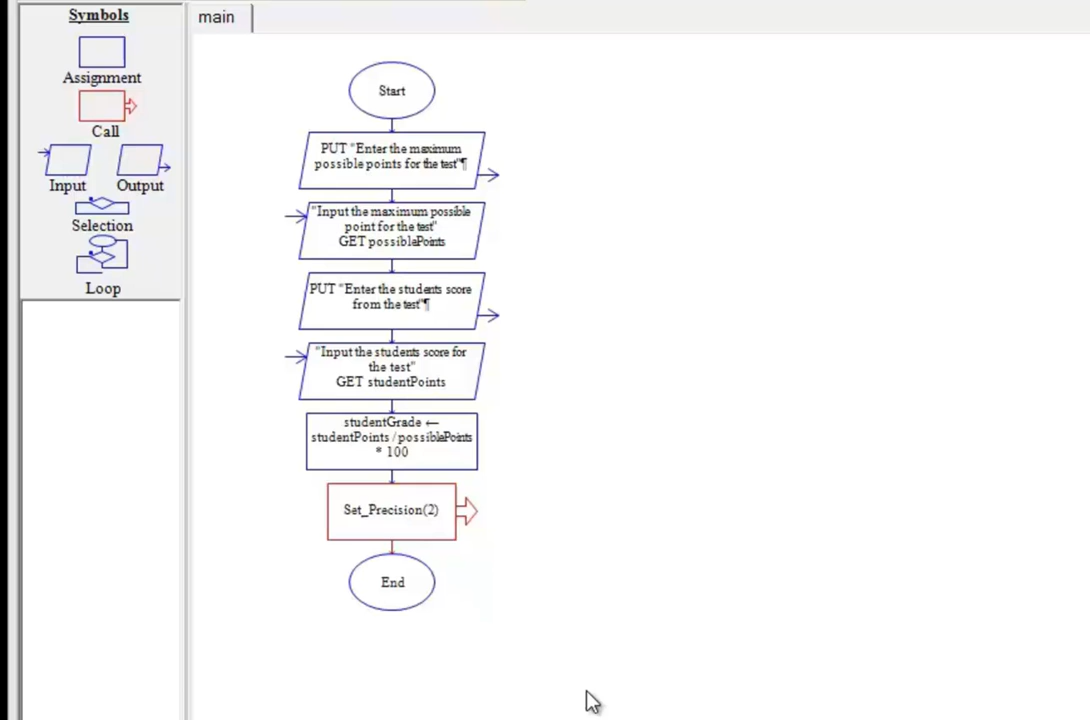 Symbols
Assignment
Call
Input
Output
Selection
Loop
main
Start
PUT "Enter the maximum
possible points for the test"¶
"Input the maximum possible
point for the test"
GET possiblePoints
PUT "Enter the students score
from the test"¶
"Input the students score for
the test"
GET studentPoints
studentGrade ←
studentPoints / possiblePoints
* 100
Set_Precision(2)
End